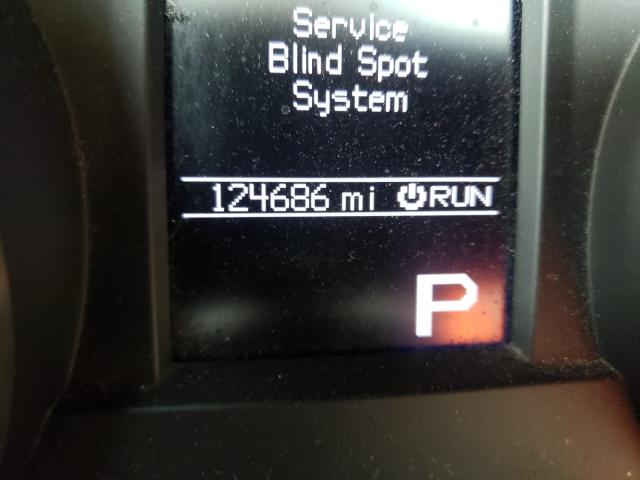 Service
Blind Spot
System
124686 mi RUN
P